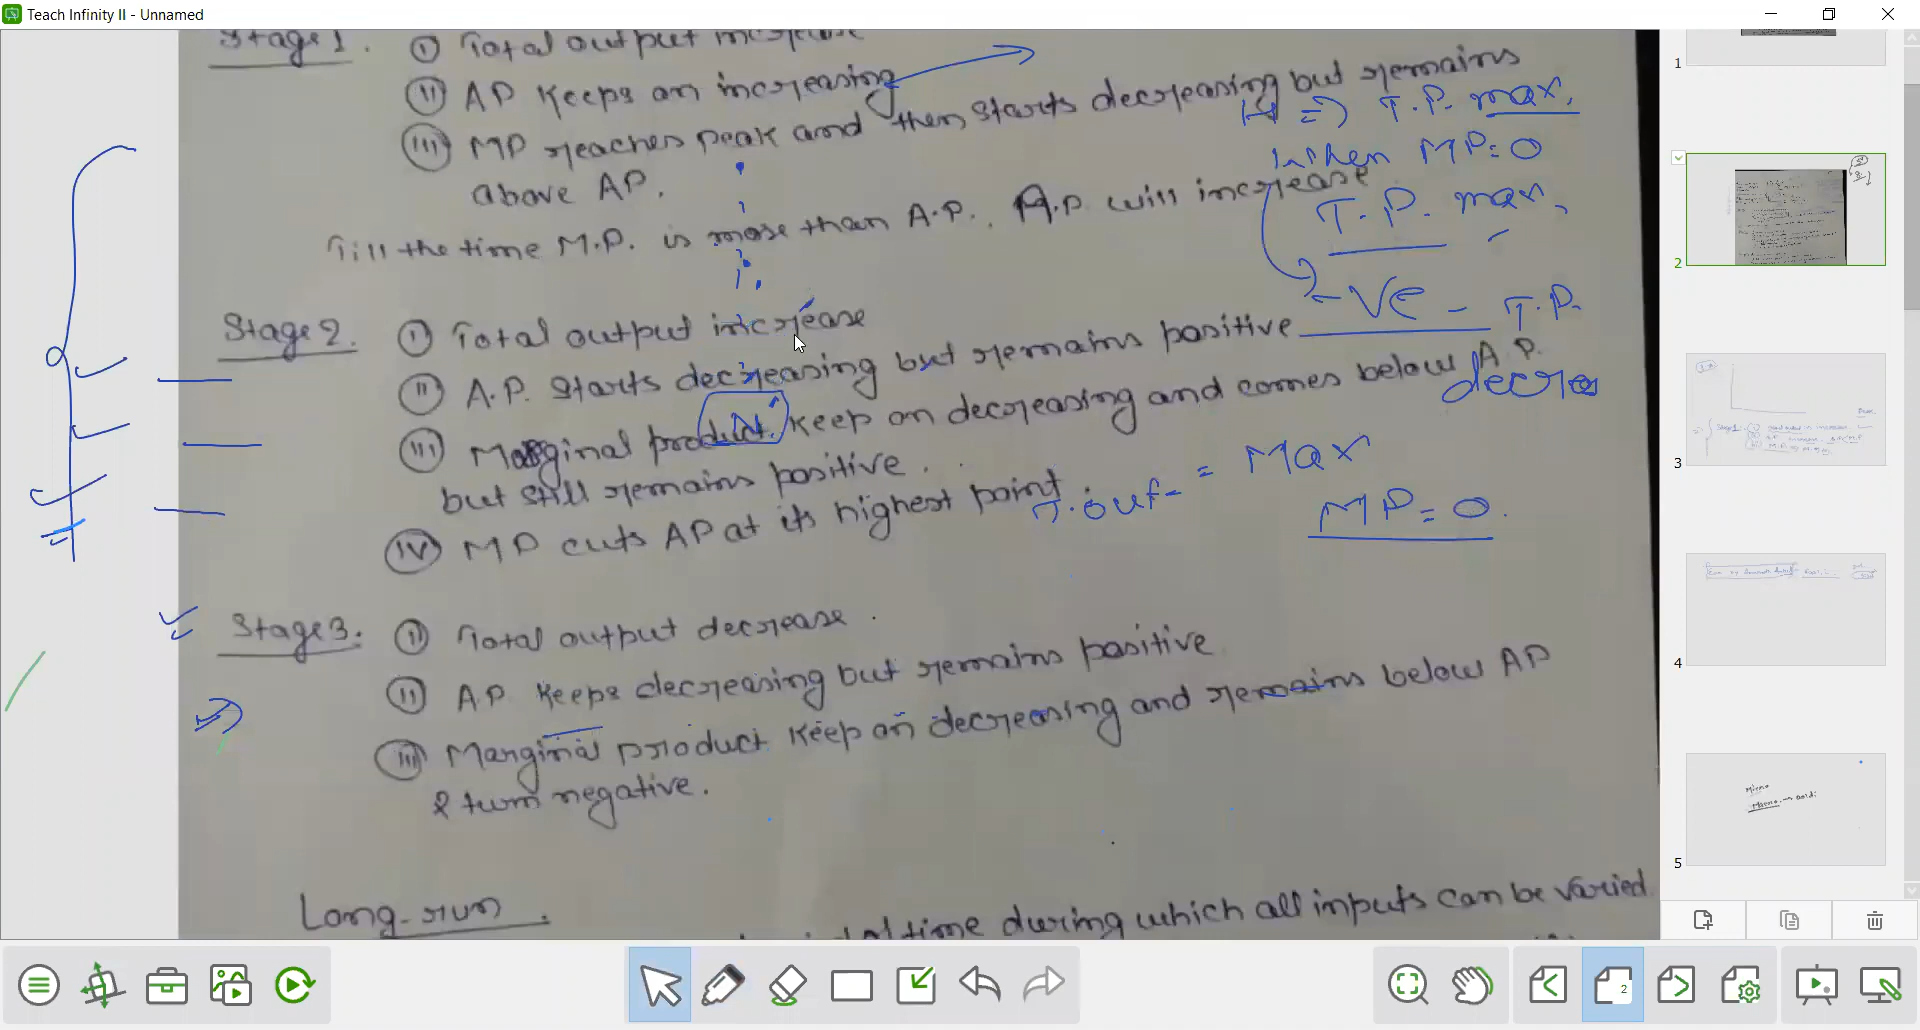 Teach Infinity II - Unnamed
Stage 1. (i) Total output increase
(ii) AP keeps on increasing
(iii) MP reaches peak and then starts decreasing but remains
above AP.
Till the time M.P. is more than A.P., A.P. will increase
=> T.P. max.
When MP = 0
T.P. max.
-ve - T.P.
decrea
Stage 2. (i) Total output increase
(ii) A.P. starts decreasing but remains positive
(iii) Marginal product keep on decreasing and comes below A.P.
but still remains positive.
(iv) MP cuts AP at its highest point.
T.out = Max
MP = 0.
Stage 3. (i) Total output decrease.
(ii) A.P. keeps decreasing but remains positive
(iii) Marginal product keep on decreasing and remains below AP
& turn negative.
Long-run.
time during which all inputs can be varied
1
2
3
4
Micro
Macro
5
2